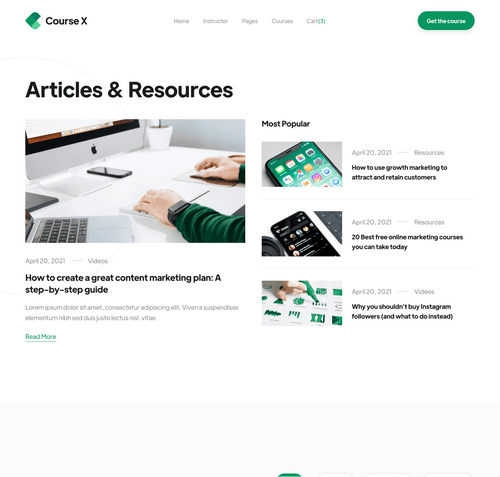 Course X
Home Instructor Pages Courses Cart(3)
Get the course
Articles & Resources
April 20, 2021 Videos
How to create a great content marketing plan: A
step-by-step guide
Lorem ipsum dolor sit amet, consectetur adipiscing elit. Viverra suspendisse
elementum nibh sed duis justo lectus nisl, vitae.
Read More
Most Popular
April 20, 2021 Resources
How to use growth marketing to
attract and retain customers
April 20, 2021 Resources
20 Best free online marketing courses
you can take today
April 20, 2021 Videos
Why you shouldn't buy Instagram
followers (and what to do instead)